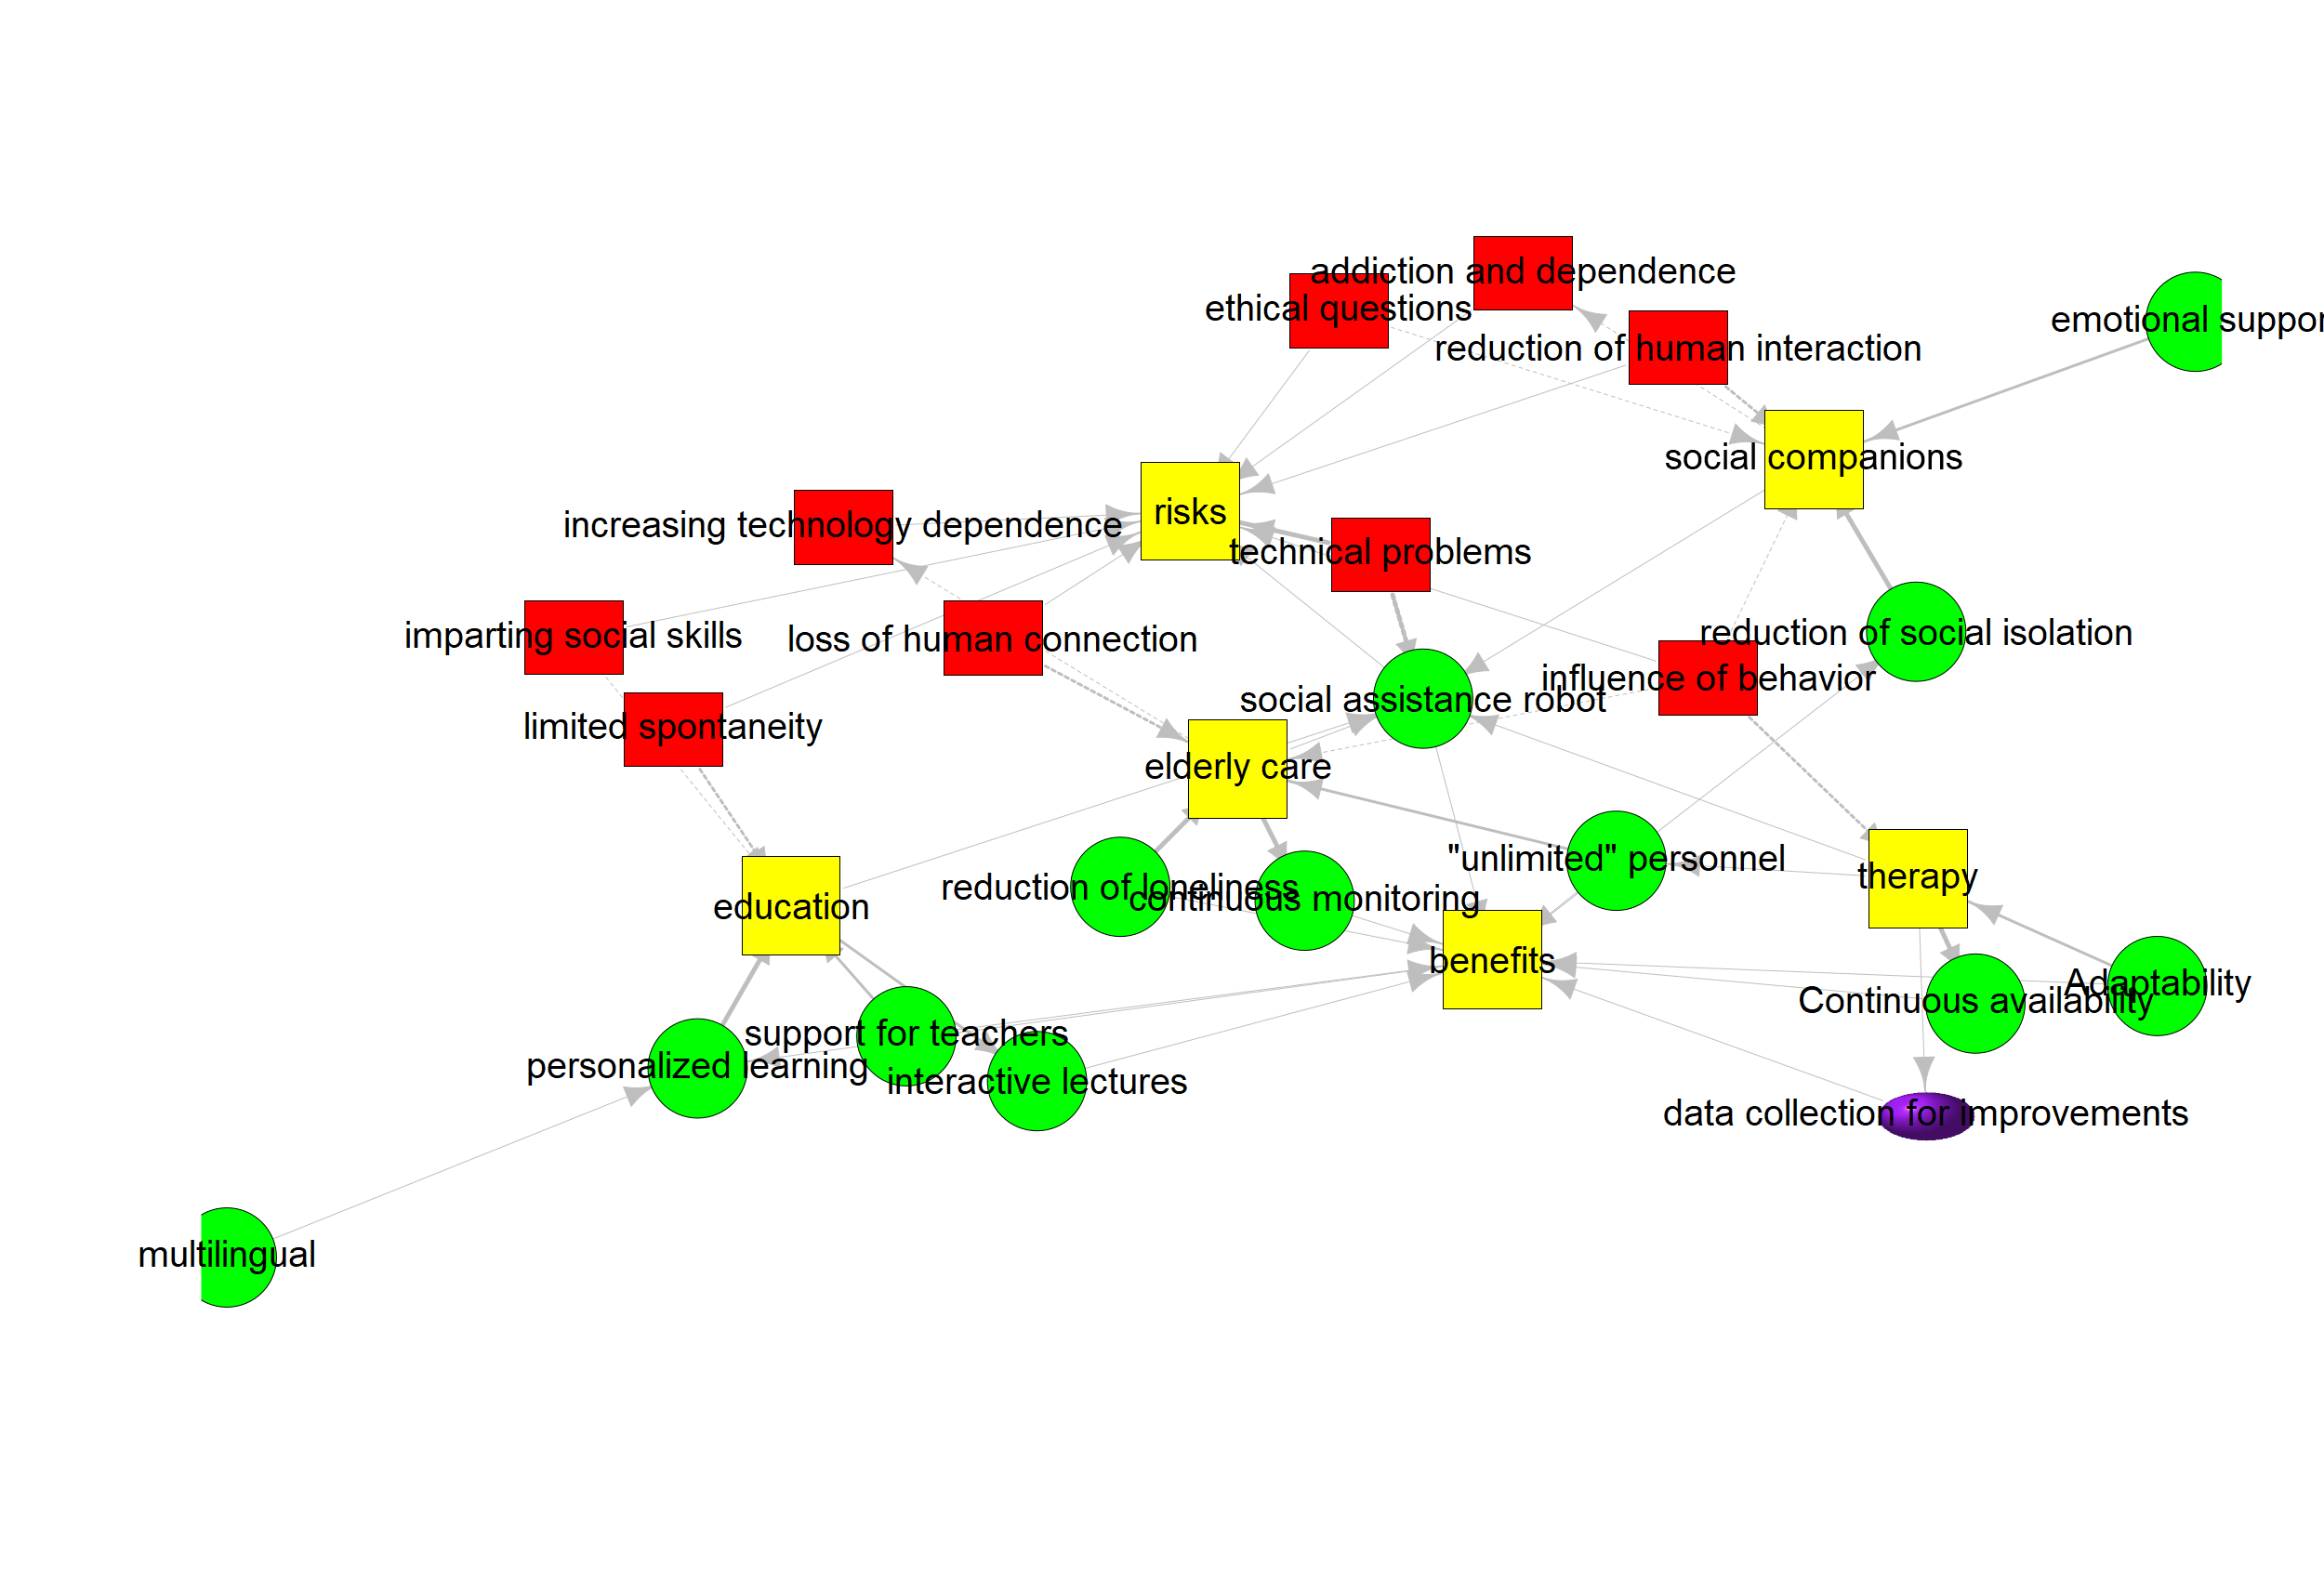 addiction and dependence
ethical questions
emotional suppor
reduction of human interaction
social companions
risks
increasing technology dependence
technical problems
imparting social skills
loss of human connection
reduction of social isolation
influence of behavior
social assistance robot
limited spontaneity
elderly care
"unlimited" personnel
therapy
reduction of loneliness
continuous monitoring
education
benefits
Adaptability
Continuous availability
support for teachers
personalized learning
interactive lectures
data collection for improvements
multilingual